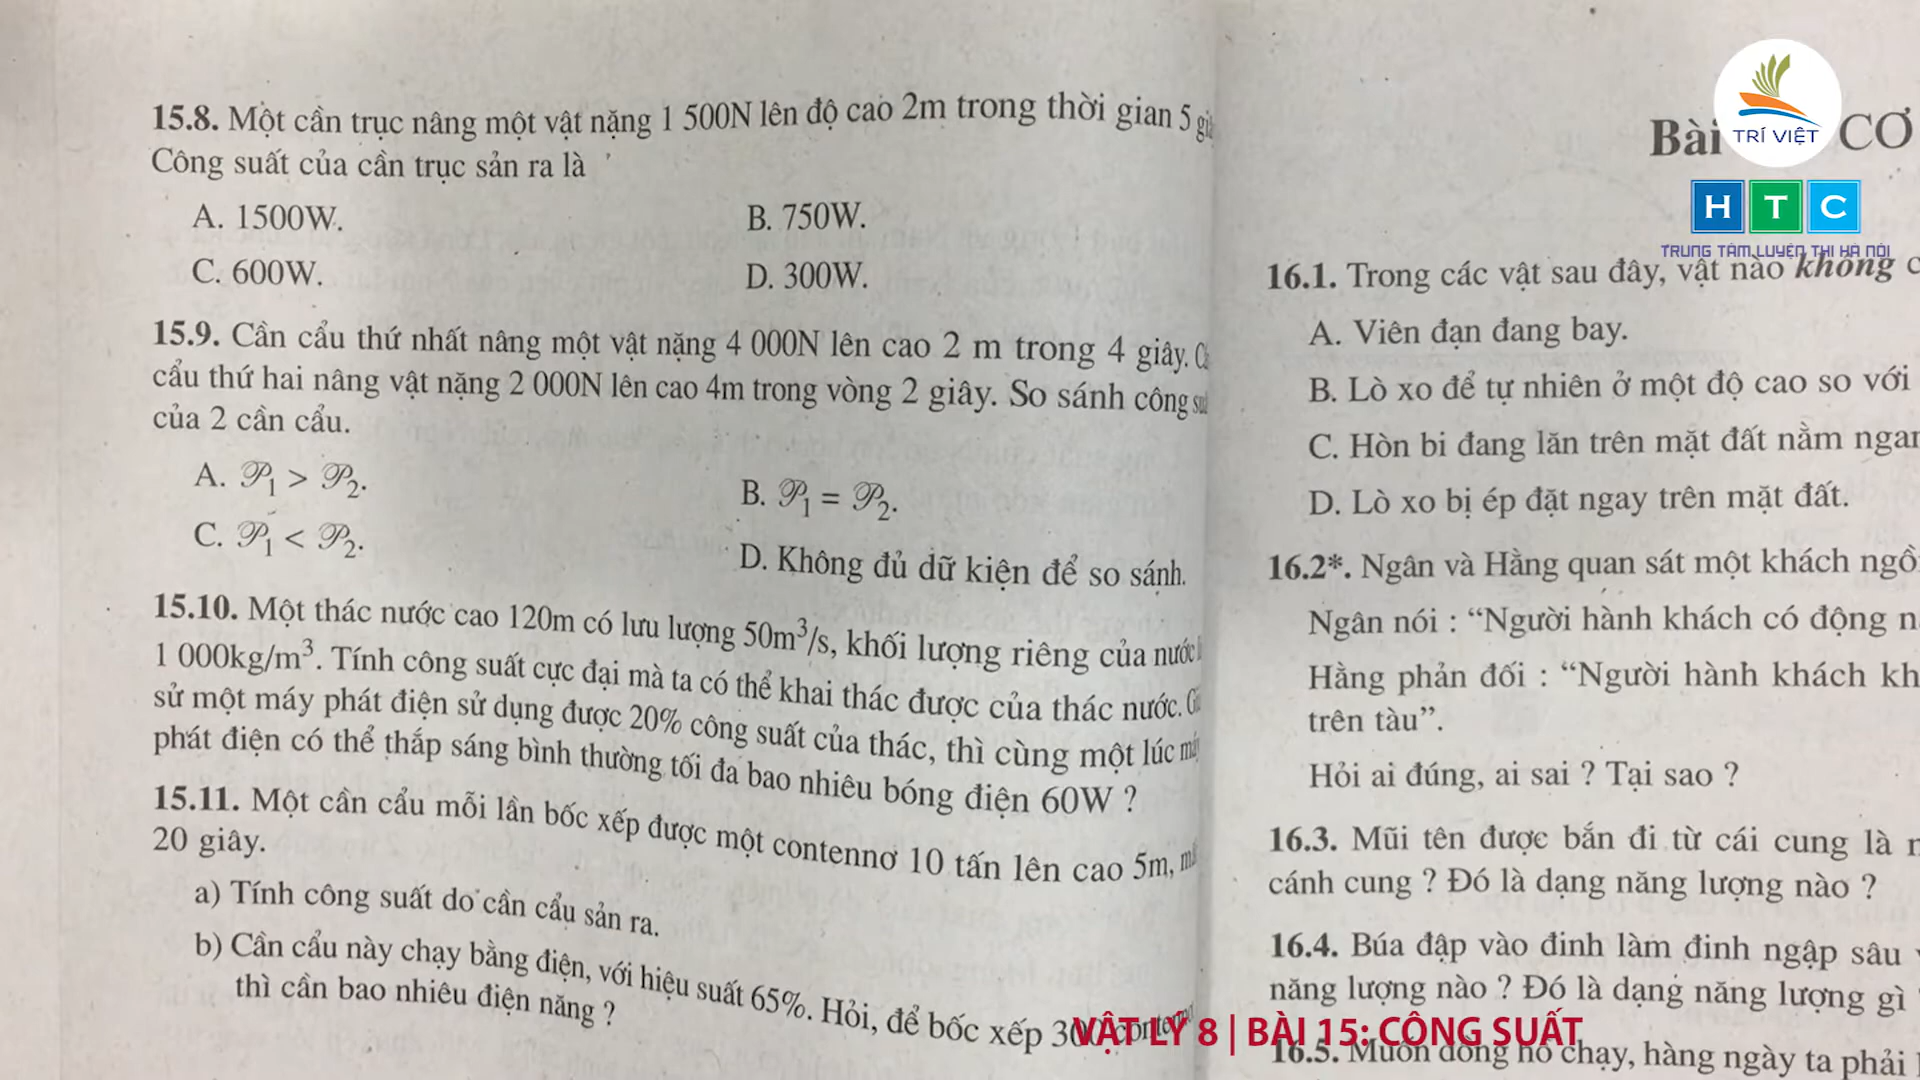 15.8. Một cần trục nâng một vật nặng 1 500N lên độ cao 2m trong thời gian 5
Công suất của cần trục sản ra là
A. 1500W.
B. 750W.
C. 600W.
D. 300W.
15.9. Cần cẩu thứ nhất nâng một vật nặng 4 000N lên cao 2 m trong 4 giây.
cẩu thứ hai nâng vật nặng 2 000N lên cao 4m trong vòng 2 giây. So sánh công
của 2 cần cẩu.
A. 𝒫₁ > 𝒫₂.
B. 𝒫₁ = 𝒫₂.
C. 𝒫₁ < 𝒫₂.
D. Không đủ dữ kiện để so sánh.
15.10. Một thác nước cao 120m có lưu lượng 50m³/s, khối lượng riêng của nước
1 000kg/m³. Tính công suất cực đại mà ta có thể khai thác được của thác nước.
sử một máy phát điện sử dụng được 20% công suất của thác, thì cùng một lúc
phát điện có thể thắp sáng bình thường tối đa bao nhiêu bóng điện 60W ?
15.11. Một cần cẩu mỗi lần bốc xếp được một contennơ 10 tấn lên cao 5m,
20 giây.
a) Tính công suất do cần cẩu sản ra.
b) Cần cẩu này chạy bằng điện, với hiệu suất 65%. Hỏi, để bốc xếp
thì cần bao nhiêu điện năng ?
TRÍ VIỆT
Bài CƠ
H T C
TRUNG TÂM LUYỆN THI HÀ NỘI
16.1. Trong các vật sau đây, vật nào không
A. Viên đạn đang bay.
B. Lò xo để tự nhiên ở một độ cao so với
C. Hòn bi đang lăn trên mặt đất nằm
D. Lò xo bị ép đặt ngay trên mặt đất.
16.2*. Ngân và Hằng quan sát một khách
Ngân nói : “Người hành khách có động
Hằng phản đối : “Người hành khách
trên tàu”.
Hỏi ai đúng, ai sai ? Tại sao ?
16.3. Mũi tên được bắn đi từ cái cung là
cánh cung ? Đó là dạng năng lượng nào ?
16.4. Búa đập vào đinh làm đinh ngập sâu
năng lượng nào ? Đó là dạng năng lượng gì
16.5. Muốn đồng hồ chạy, hàng ngày ta phải
VẬT LÝ 8 | BÀI 15: CÔNG SUẤT